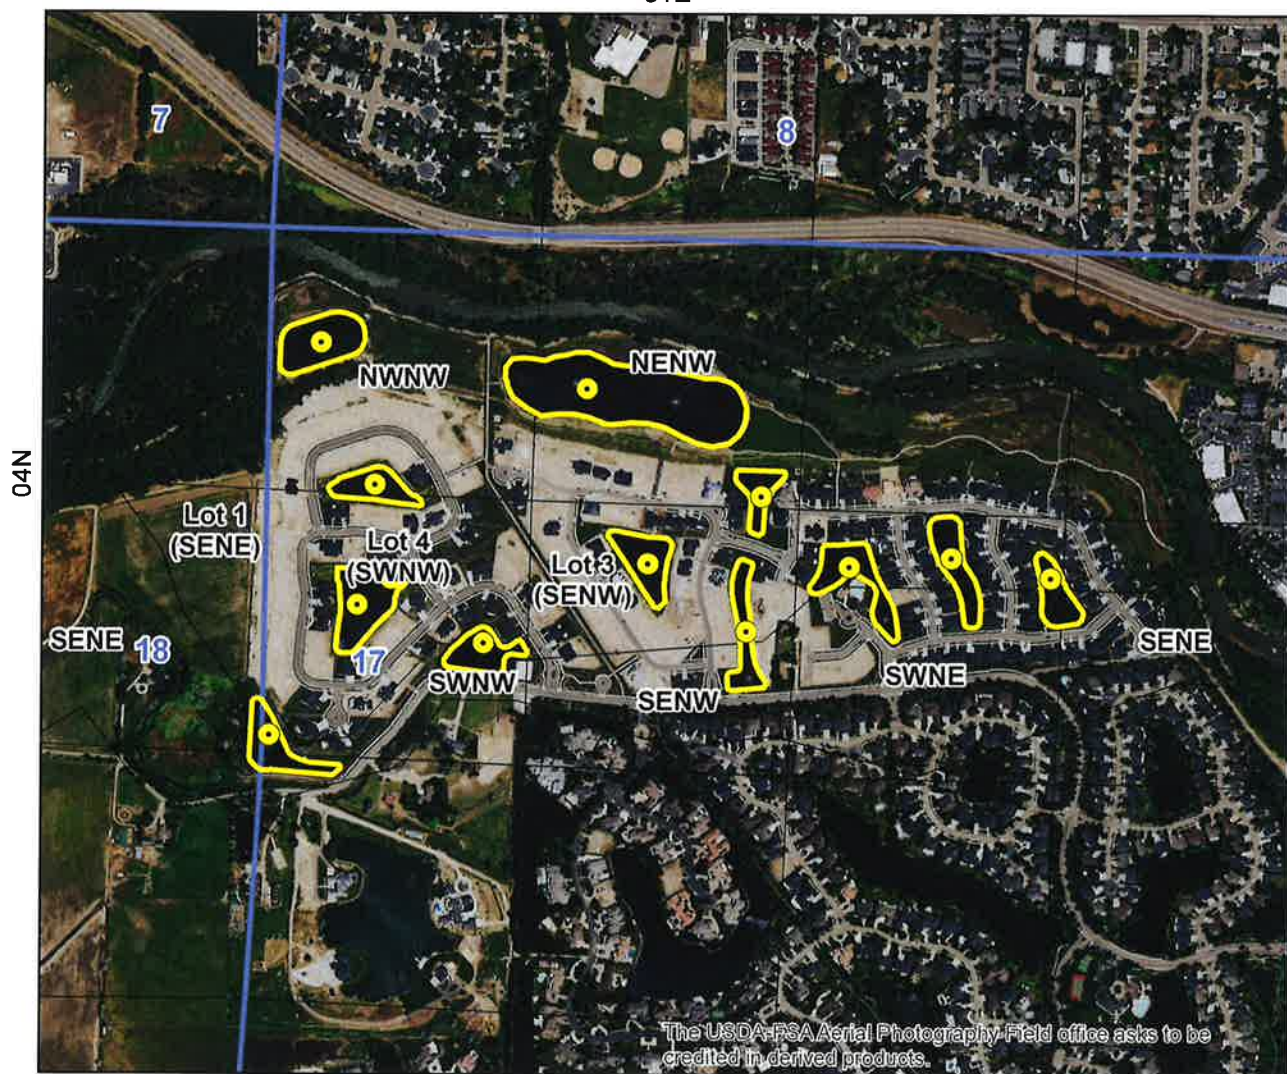 7
8
NWNW
NENW
04N
Lot 1
(SENE)
Lot 4
(SWNW)
Lot 3
(SENW)
SENE
18
17
SWNW
SENW
SWNE
SENE
The USDA-FSA Aerial Photography Field office asks to be
credited in derived products.